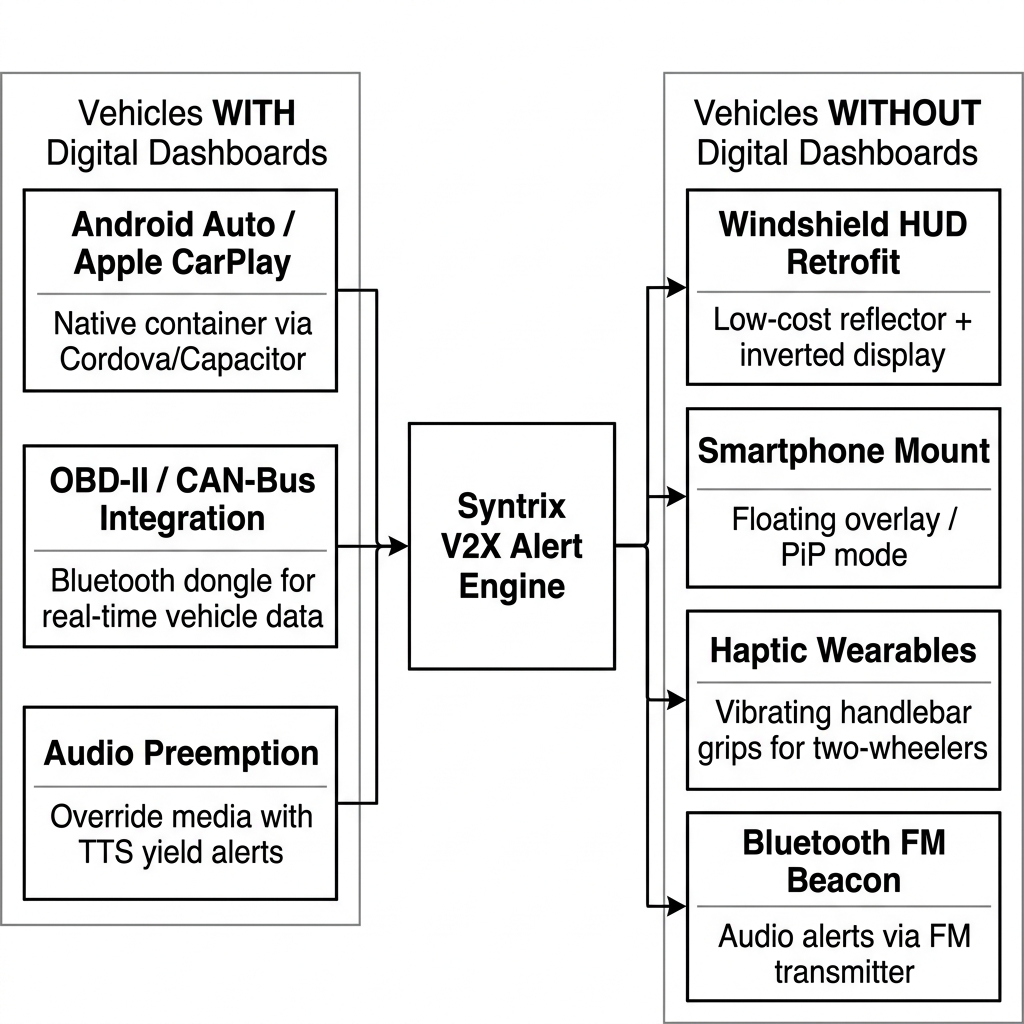 Vehicles WITH
Digital Dashboards
Android Auto /
Apple CarPlay
Native container via
Cordova/Capacitor
OBD-II / CAN-Bus
Integration
Bluetooth dongle for
real-time vehicle data
Audio Preemption
Override media with
TTS yield alerts
Syntrix
V2X Alert
Engine
Vehicles WITHOUT
Digital Dashboards
Windshield HUD
Retrofit
Low-cost reflector +
inverted display
Smartphone Mount
Floating overlay /
PiP mode
Haptic Wearables
Vibrating handlebar
grips for two-wheelers
Bluetooth FM
Beacon
Audio alerts via FM
transmitter